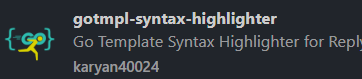 gotmpl-syntax-highlighter
Go Template Syntax Highlighter for Reply
karyan40024